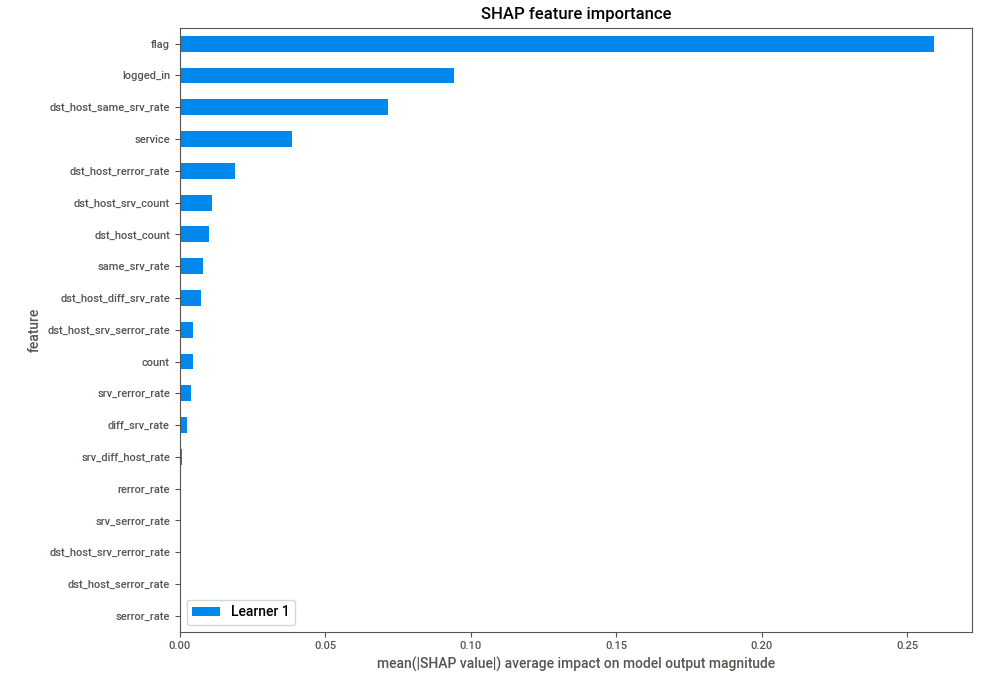 SHAP feature importance
flag
logged_in
dst_host_same_srv_rate
service
dst_host_rerror_rate
dst_host_srv_count
dst_host_count
same_srv_rate
dst_host_diff_srv_rate
dst_host_srv_serror_rate
count
srv_rerror_rate
diff_srv_rate
srv_diff_host_rate
rerror_rate
srv_serror_rate
dst_host_srv_rerror_rate
dst_host_serror_rate
serror_rate
feature
Learner 1
0.00 0.05 0.10 0.15 0.20 0.25
mean(|SHAP value|) average impact on model output magnitude